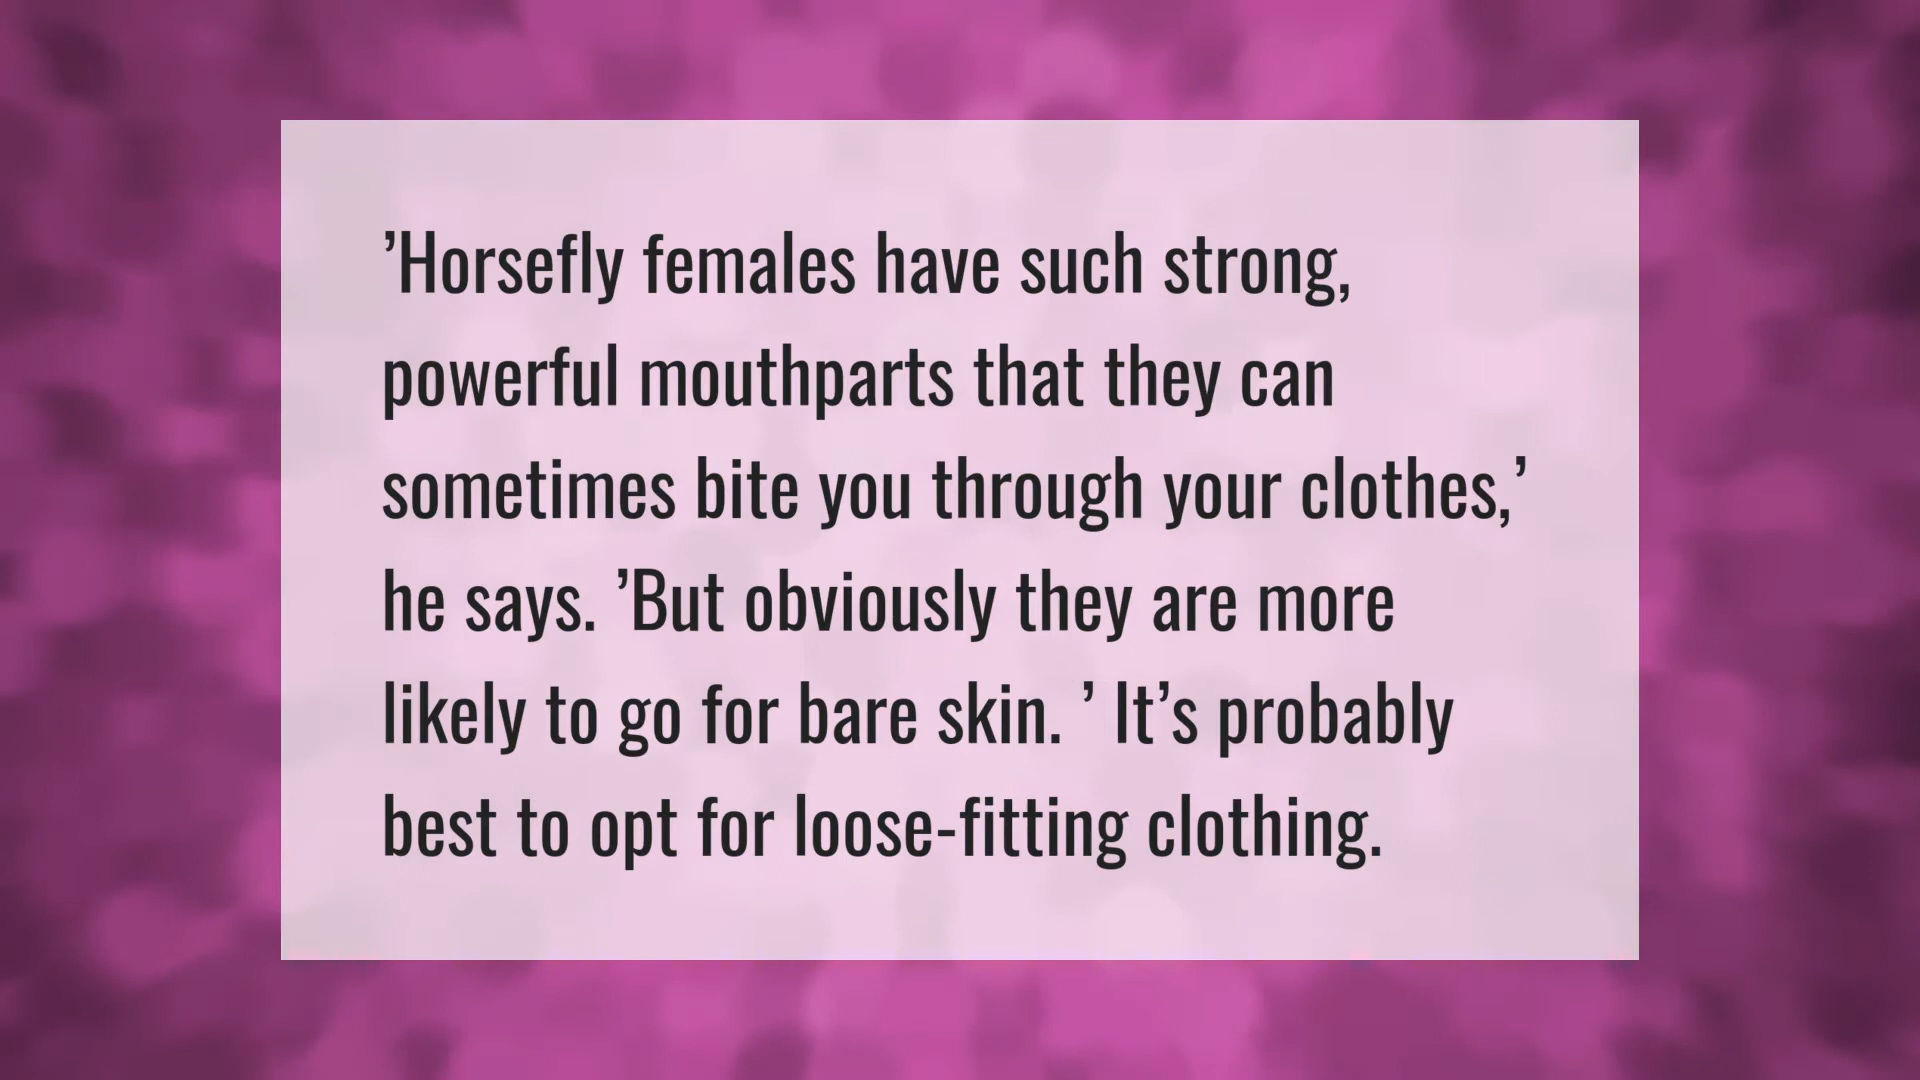 ’Horsefly females have such strong,
powerful mouthparts that they can
sometimes bite you through your clothes,’
he says. ’But obviously they are more
likely to go for bare skin. ’ It’s probably
best to opt for loose-fitting clothing.